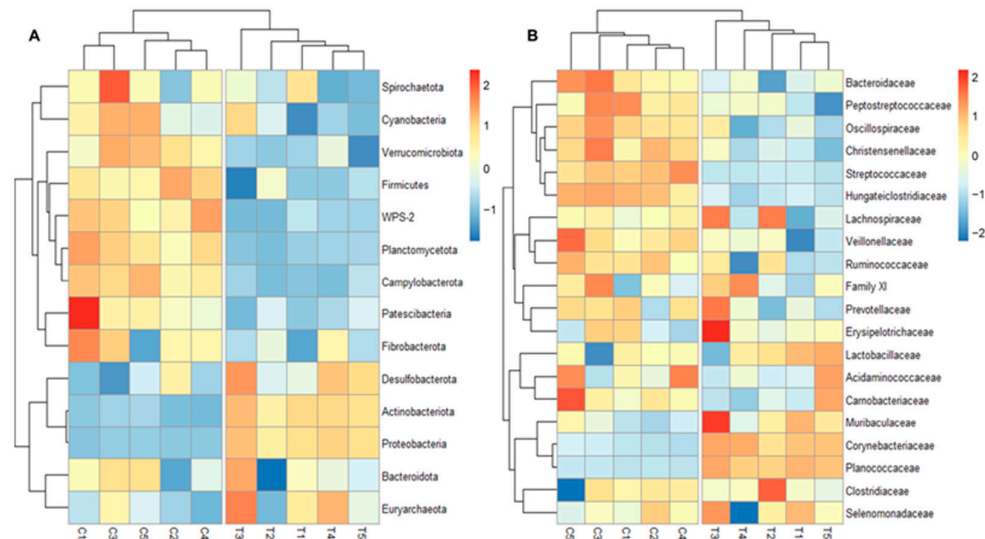 A
Spirochaetota
Cyanobacteria
Verrucomicrobiota
Firmicutes
WPS-2
Planctomycetota
Campylobacterota
Patescibacteria
Fibrobacterota
Desulfobacterota
Actinobacteriota
Proteobacteria
Bacteroidota
Euryarchaeota
C1 C3 C5 C2 C4 T3 T2 T1 T4 T5
2
1
0
−1
B
Bacteroidaceae
Peptostreptococcaceae
Oscillospiraceae
Christensenellaceae
Streptococcaceae
Hungateiclostridiaceae
Lachnospiraceae
Veillonellaceae
Ruminococcaceae
Family XI
Prevotellaceae
Erysipelotrichaceae
Lactobacillaceae
Acidaminococcaceae
Carnobacteriaceae
Muribaculaceae
Corynebacteriaceae
Planococcaceae
Clostridiaceae
Selenomonadaceae
C5 C3 C1 C2 C4 T3 T4 T2 T1 T5
2
1
0
−1
−2